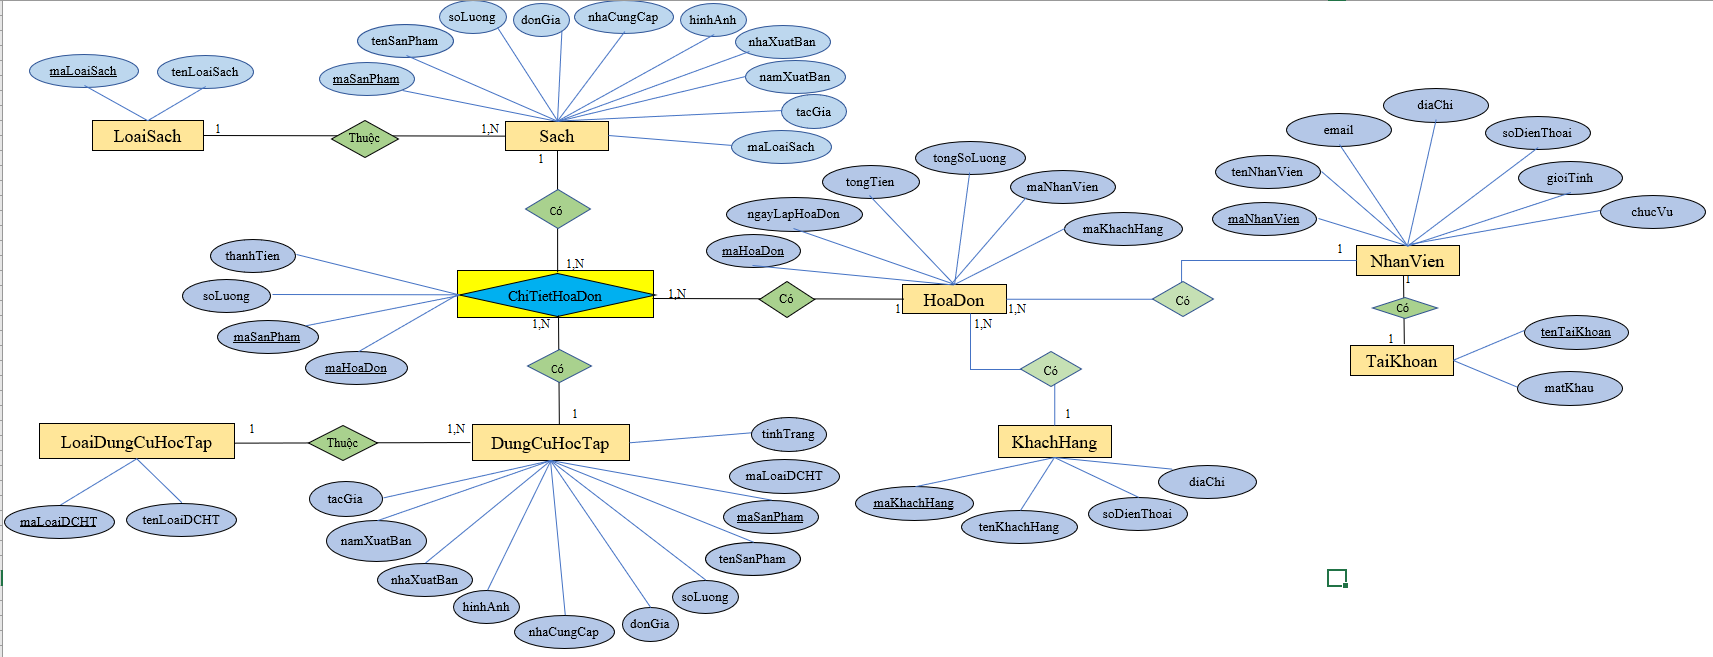 soLuong
donGia
nhaCungCap
hinhAnh
tenSanPham
nhaXuatBan
maLoaiSach
tenLoaiSach
maSanPham
namXuatBan
tacGia
diaChi
LoaiSach
1
Thuộc
1,N
Sach
email
soDienThoai
maLoaiSach
1
tongSoLuong
tenNhanVien
tongTien
maNhanVien
gioiTinh
Có
ngayLapHoaDon
maNhanVien
chucVu
maKhachHang
thanhTien
maHoaDon
1
NhanVien
1,N
1
soLuong
ChiTietHoaDon
1,N
Có
HoaDon
Có
1
1,N
Có
1,N
1,N
maSanPham
tenTaiKhoan
1
TaiKhoan
maHoaDon
Có
Có
matKhau
1
1
LoaiDungCuHocTap
1
Thuộc
1,N
DungCuHocTap
tinhTrang
KhachHang
maLoaiDCHT
diaChi
tacGia
maKhachHang
maSanPham
soDienThoai
maLoaiDCHT
tenLoaiDCHT
tenKhachHang
namXuatBan
tenSanPham
nhaXuatBan
soLuong
hinhAnh
donGia
nhaCungCap